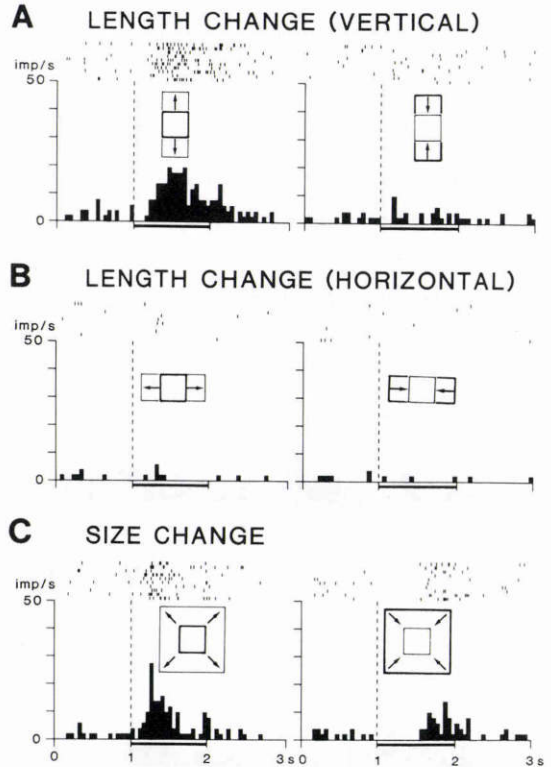 A LENGTH CHANGE (VERTICAL)
imp/s
50
0
B LENGTH CHANGE (HORIZONTAL)
imp/s
50
0
C SIZE CHANGE
imp/s
50
0
0 1 2 3 s 0 1 2 3 s